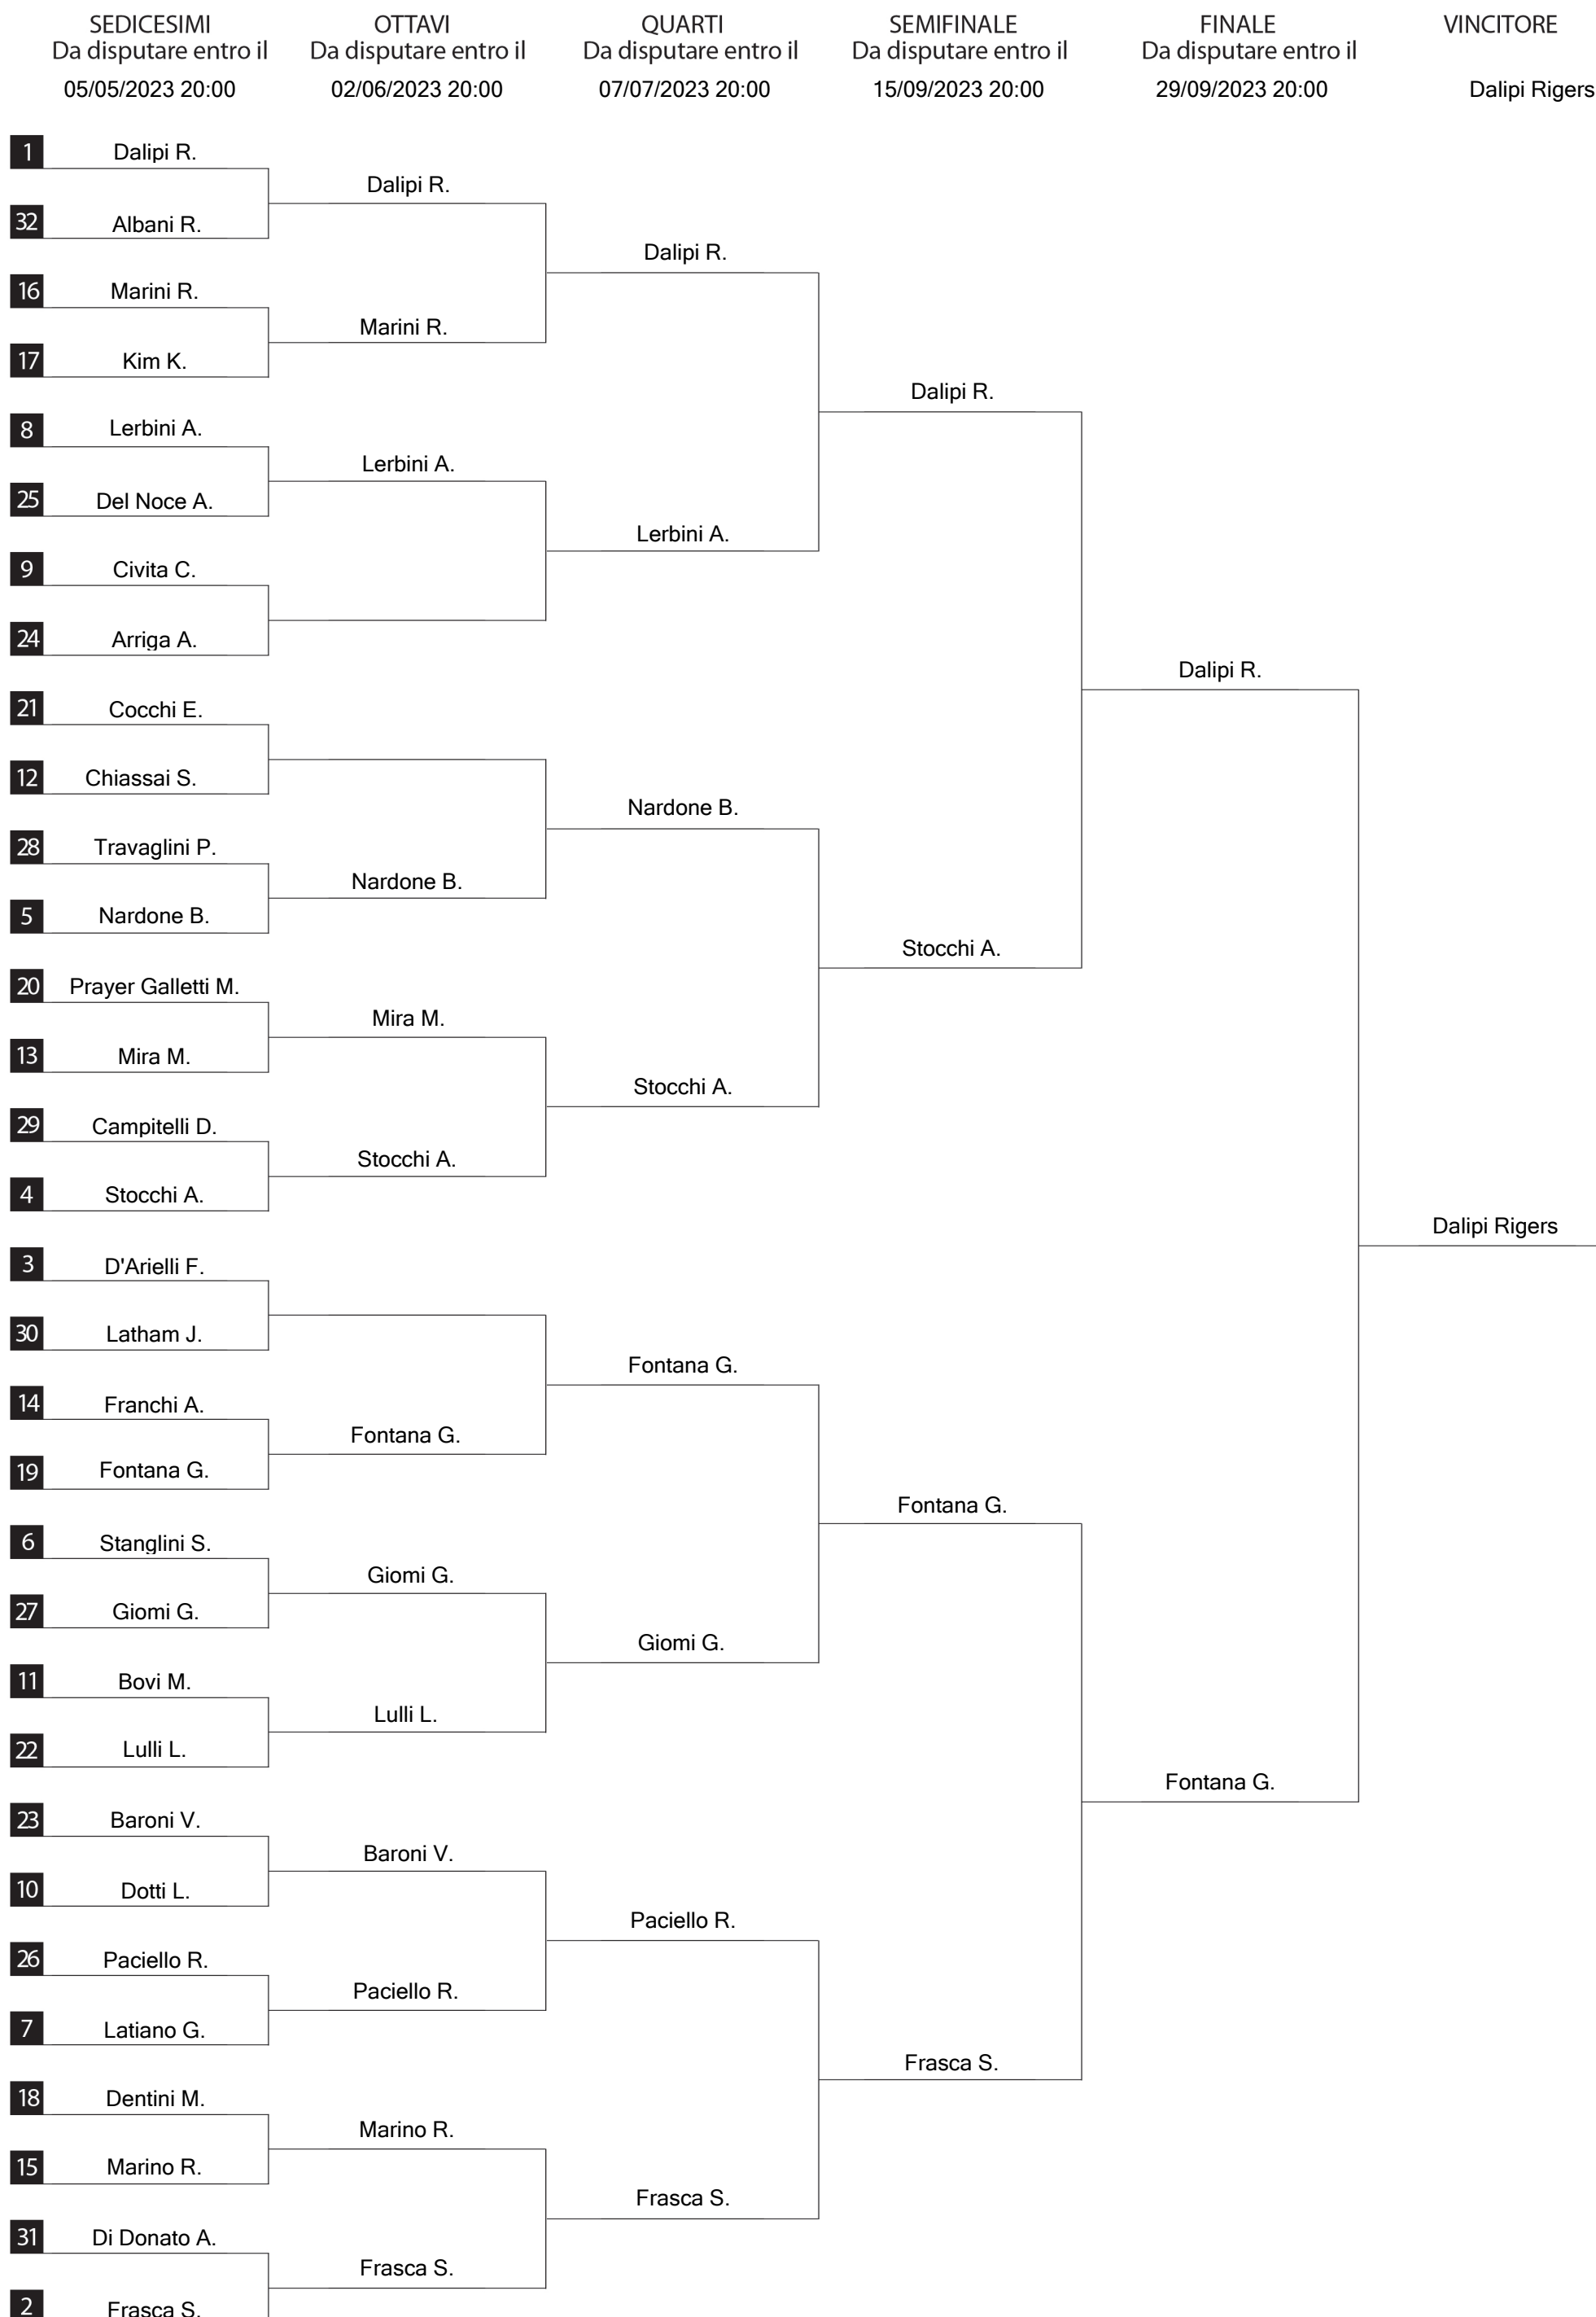 SEDICESIMI
Da disputare entro il
05/05/2023 20:00
OTTAVI
Da disputare entro il
02/06/2023 20:00
QUARTI
Da disputare entro il
07/07/2023 20:00
SEMIFINALE
Da disputare entro il
15/09/2023 20:00
FINALE
Da disputare entro il
29/09/2023 20:00
VINCITORE
Dalipi Rigers
1 Dalipi R.
32 Albani R.
16 Marini R.
17 Kim K.
8 Lerbini A.
25 Del Noce A.
9 Civita C.
24 Arriga A.
21 Cocchi E.
12 Chiassai S.
28 Travaglini P.
5 Nardone B.
20 Prayer Galletti M.
13 Mira M.
29 Campitelli D.
4 Stocchi A.
3 D'Arielli F.
30 Latham J.
14 Franchi A.
19 Fontana G.
6 Stanglini S.
27 Giomi G.
11 Bovi M.
22 Lulli L.
23 Baroni V.
10 Dotti L.
26 Paciello R.
7 Latiano G.
18 Dentini M.
15 Marino R.
31 Di Donato A.
2 Frasca S.
Dalipi R.
Marini R.
Lerbini A.
Nardone B.
Mira M.
Stocchi A.
Fontana G.
Giomi G.
Lulli L.
Baroni V.
Paciello R.
Marino R.
Frasca S.
Dalipi R.
Lerbini A.
Nardone B.
Stocchi A.
Fontana G.
Giomi G.
Paciello R.
Frasca S.
Dalipi R.
Stocchi A.
Fontana G.
Frasca S.
Dalipi R.
Fontana G.
Dalipi Rigers